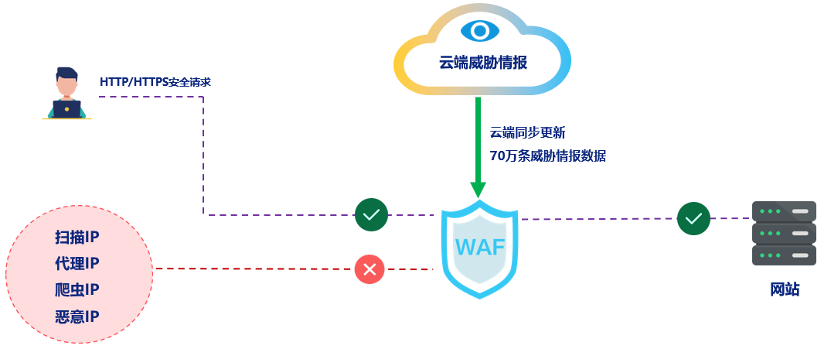 云端威胁情报
HTTP/HTTPS安全请求
云端同步更新
70万条威胁情报数据
扫描IP
代理IP
爬虫IP
恶意IP
WAF
网站